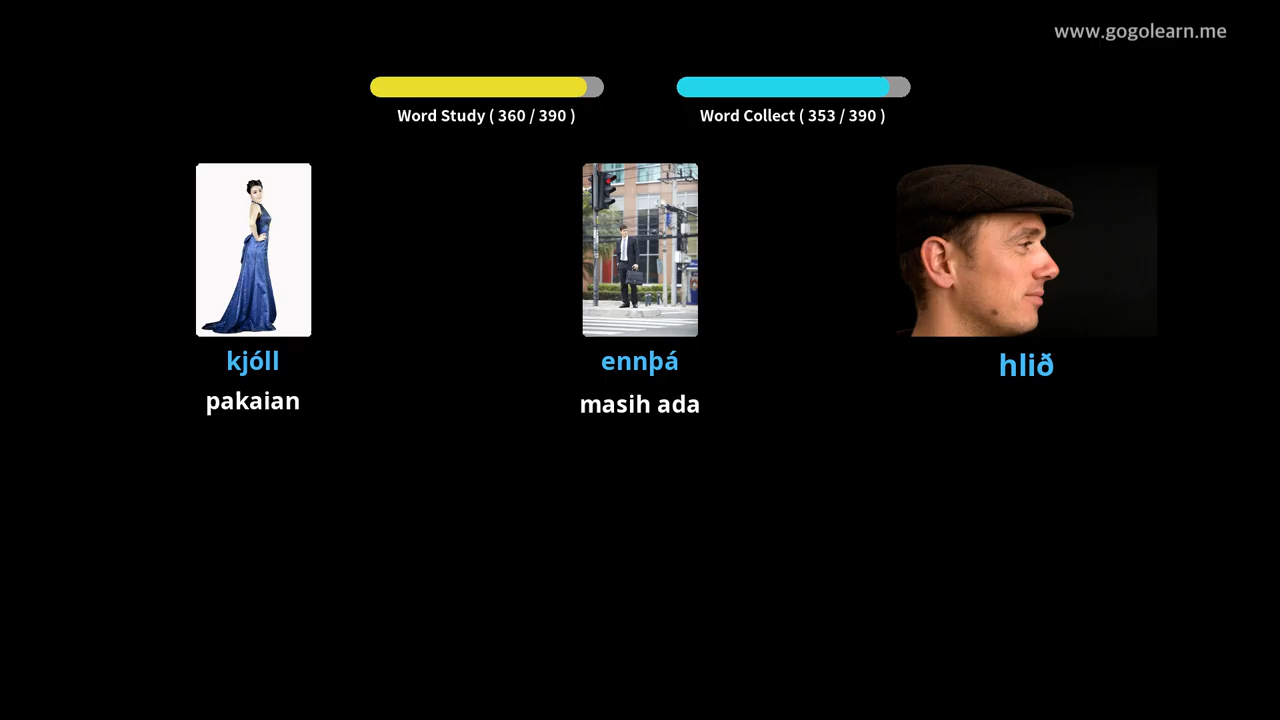 www.gogolearn.me
Word Study ( 360 / 390 )
Word Collect ( 353 / 390 )
kjóll
ennþá
hlið
pakaian
masih ada